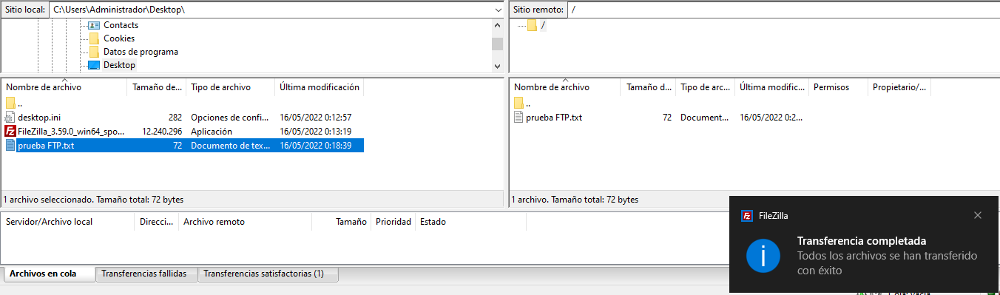 Sitio local: C:\Users\Administrador\Desktop\
Contacts
Cookies
Datos de programa
Desktop
Nombre de archivo Tamaño de... Tipo de archivo Última modificación
..
desktop.ini 282 Opciones de confi... 16/05/2022 0:12:57
FileZilla_3.59.0_win64_spo... 12.240.296 Aplicación 16/05/2022 0:13:19
prueba FTP.txt 72 Documento de tex... 16/05/2022 0:18:39
1 archivo seleccionado. Tamaño total: 72 bytes
Sitio remoto: /
/
Nombre de archivo Tamaño d... Tipo de arc... Última modific... Permisos Propietario/...
..
prueba FTP.txt 72 Document... 16/05/2022 0:2...
1 archivo. Tamaño total: 72 bytes
Servidor/Archivo local Direcci... Archivo remoto Tamaño Prioridad Estado
Archivos en cola Transferencias fallidas Transferencias satisfactorias (1)
FileZilla
Transferencia completada
Todos los archivos se han transferido
con éxito
Cola: vacía